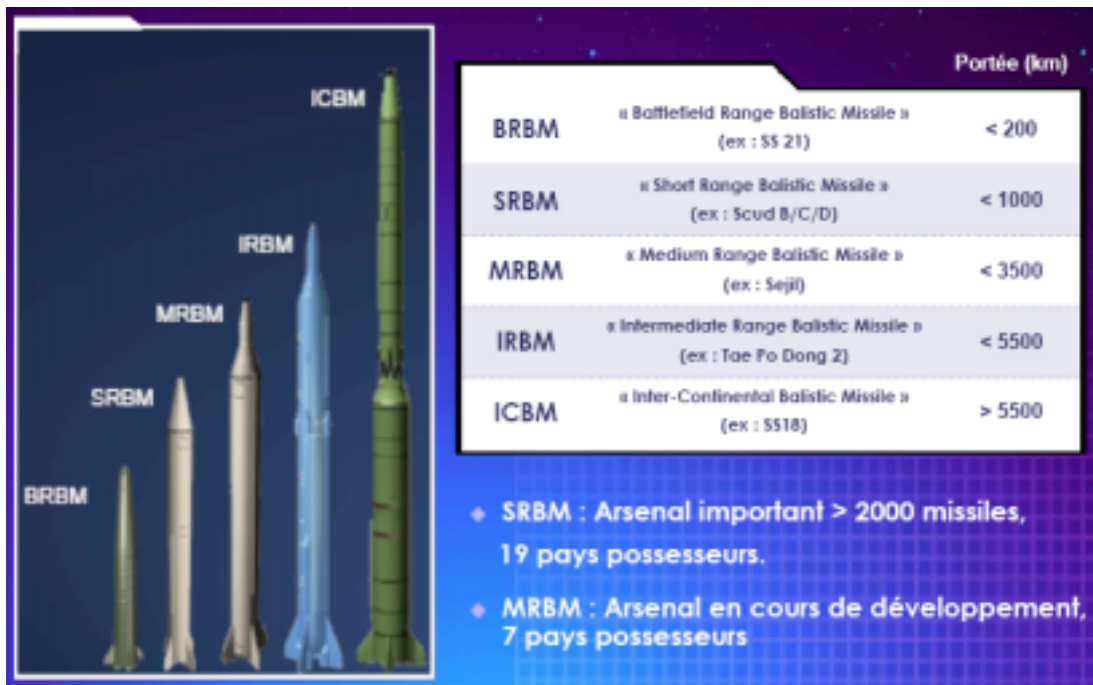 ICBM
IRBM
MRBM
SRBM
BRBM
Portée (km)
BRBM
« Battlefield Range Balistic Missile »
(ex : SS 21)
< 200
SRBM
« Short Range Balistic Missile »
(ex : Scud B/C/D)
< 1000
MRBM
« Medium Range Balistic Missile »
(ex : Sejil)
< 3500
IRBM
« Intermediate Range Balistic Missile »
(ex : Tae Po Dong 2)
< 5500
ICBM
« Inter-Continental Balistic Missile »
(ex : SS18)
> 5500
SRBM : Arsenal important > 2000 missiles,
19 pays possesseurs.
MRBM : Arsenal en cours de développement,
7 pays possesseurs